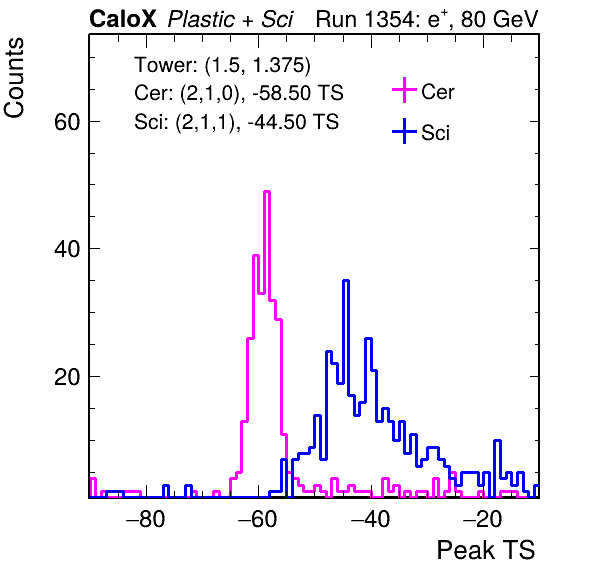 CaloX Plastic + Sci Run 1354: e⁺, 80 GeV
Counts
Tower: (1.5, 1.375)
Cer: (2,1,0), -58.50 TS
Sci: (2,1,1), -44.50 TS
Cer
Sci
60
40
20
−80 −60 −40 −20
Peak TS